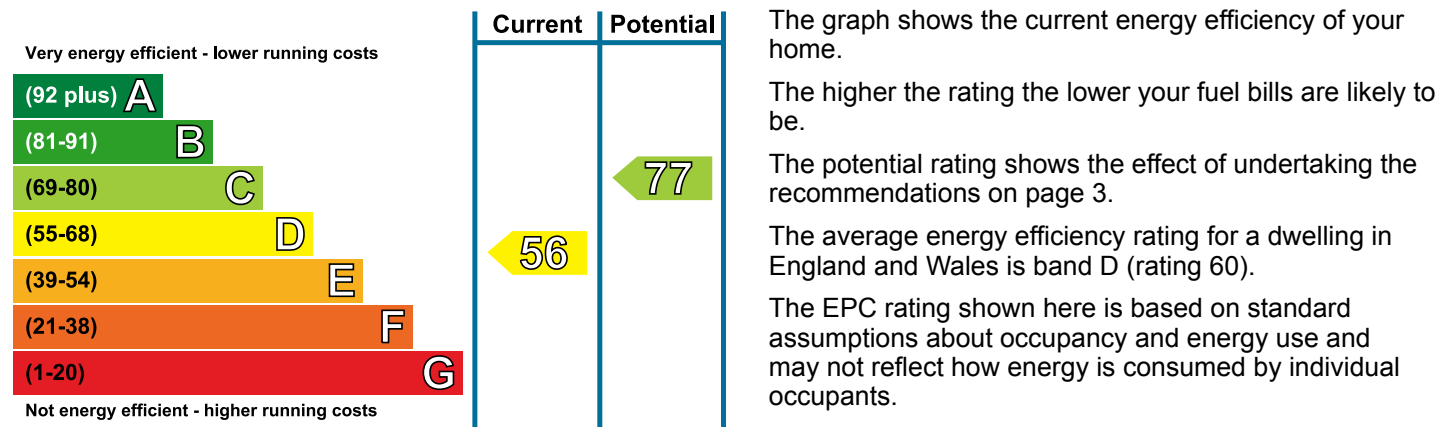 Current Potential
Very energy efficient - lower running costs
(92 plus) A
(81-91) B
(69-80) C
77
(55-68) D
56
(39-54) E
(21-38) F
(1-20) G
Not energy efficient - higher running costs
The graph shows the current energy efficiency of your
home.
The higher the rating the lower your fuel bills are likely to
be.
The potential rating shows the effect of undertaking the
recommendations on page 3.
The average energy efficiency rating for a dwelling in
England and Wales is band D (rating 60).
The EPC rating shown here is based on standard
assumptions about occupancy and energy use and
may not reflect how energy is consumed by individual
occupants.